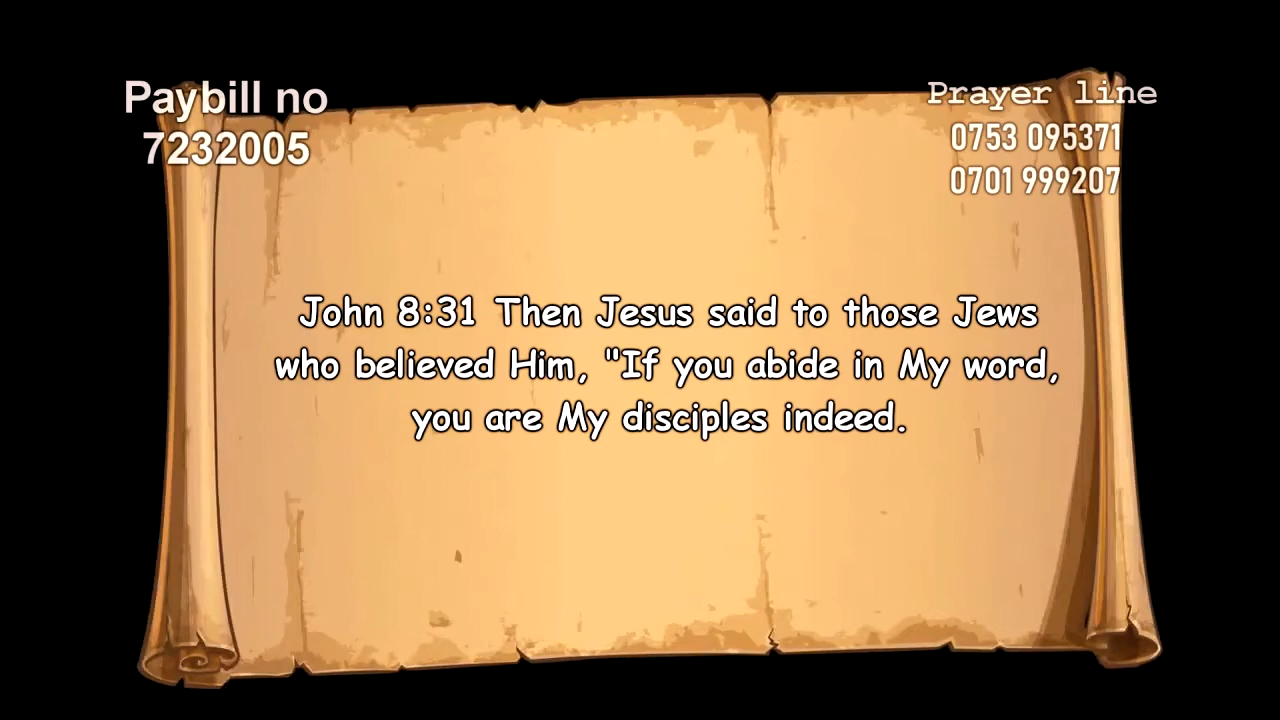 Paybill no
7232005
Prayer line
0753 095371
0701 999207
John 8:31 Then Jesus said to those Jews
who believed Him, "If you abide in My word,
you are My disciples indeed.